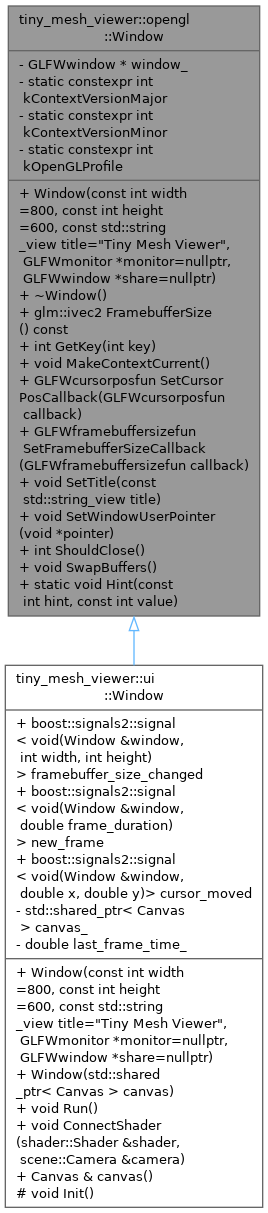 tiny_mesh_viewer::opengl
::Window
- GLFWwindow * window_
- static constexpr int
kContextVersionMajor
- static constexpr int
kContextVersionMinor
- static constexpr int
kOpenGLProfile
+ Window(const int width
=800, const int height
=600, const std::string
_view title="Tiny Mesh Viewer",
GLFWmonitor *monitor=nullptr,
GLFWwindow *share=nullptr)
+ ~Window()
+ glm::ivec2 FramebufferSize
() const
+ int GetKey(int key)
+ void MakeContextCurrent()
+ GLFWcursorposfun SetCursor
PosCallback(GLFWcursorposfun
callback)
+ GLFWframebuffersizefun
SetFramebufferSizeCallback
(GLFWframebuffersizefun callback)
+ void SetTitle(const
std::string_view title)
+ void SetWindowUserPointer
(void *pointer)
+ int ShouldClose()
+ void SwapBuffers()
+ static void Hint(const
int hint, const int value)
tiny_mesh_viewer::ui
::Window
+ boost::signals2::signal
< void(Window &window,
int width, int height)
> framebuffer_size_changed
+ boost::signals2::signal
< void(Window &window,
double frame_duration)
> new_frame
+ boost::signals2::signal
< void(Window &window,
double x, double y)> cursor_moved
- std::shared_ptr< Canvas
> canvas_
- double last_frame_time_
+ Window(const int width
=800, const int height
=600, const std::string
_view title="Tiny Mesh Viewer",
GLFWmonitor *monitor=nullptr,
GLFWwindow *share=nullptr)
+ Window(std::shared
_ptr< Canvas > canvas)
+ void Run()
+ void ConnectShader
(shader::Shader &shader,
scene::Camera &camera)
+ Canvas & canvas()
# void Init()